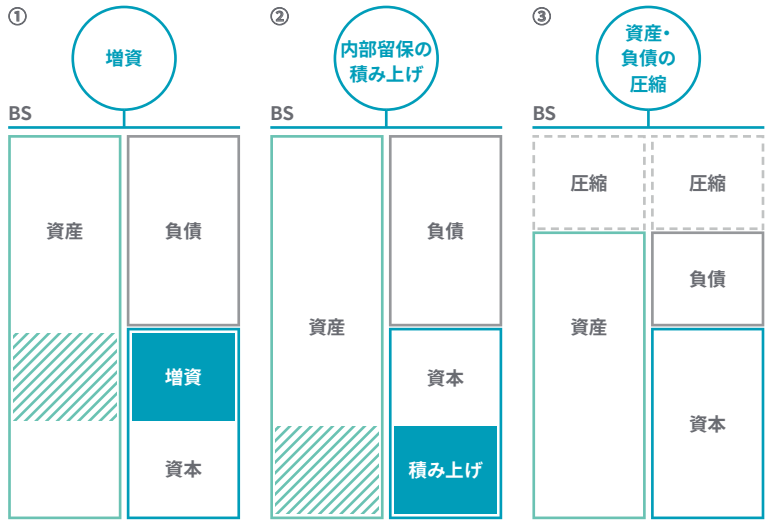 ①
増資
BS
資産
負債
増資
資本
②
内部留保の
積み上げ
BS
資産
負債
資本
積み上げ
③
資産・
負債の
圧縮
BS
圧縮
圧縮
資産
負債
資本